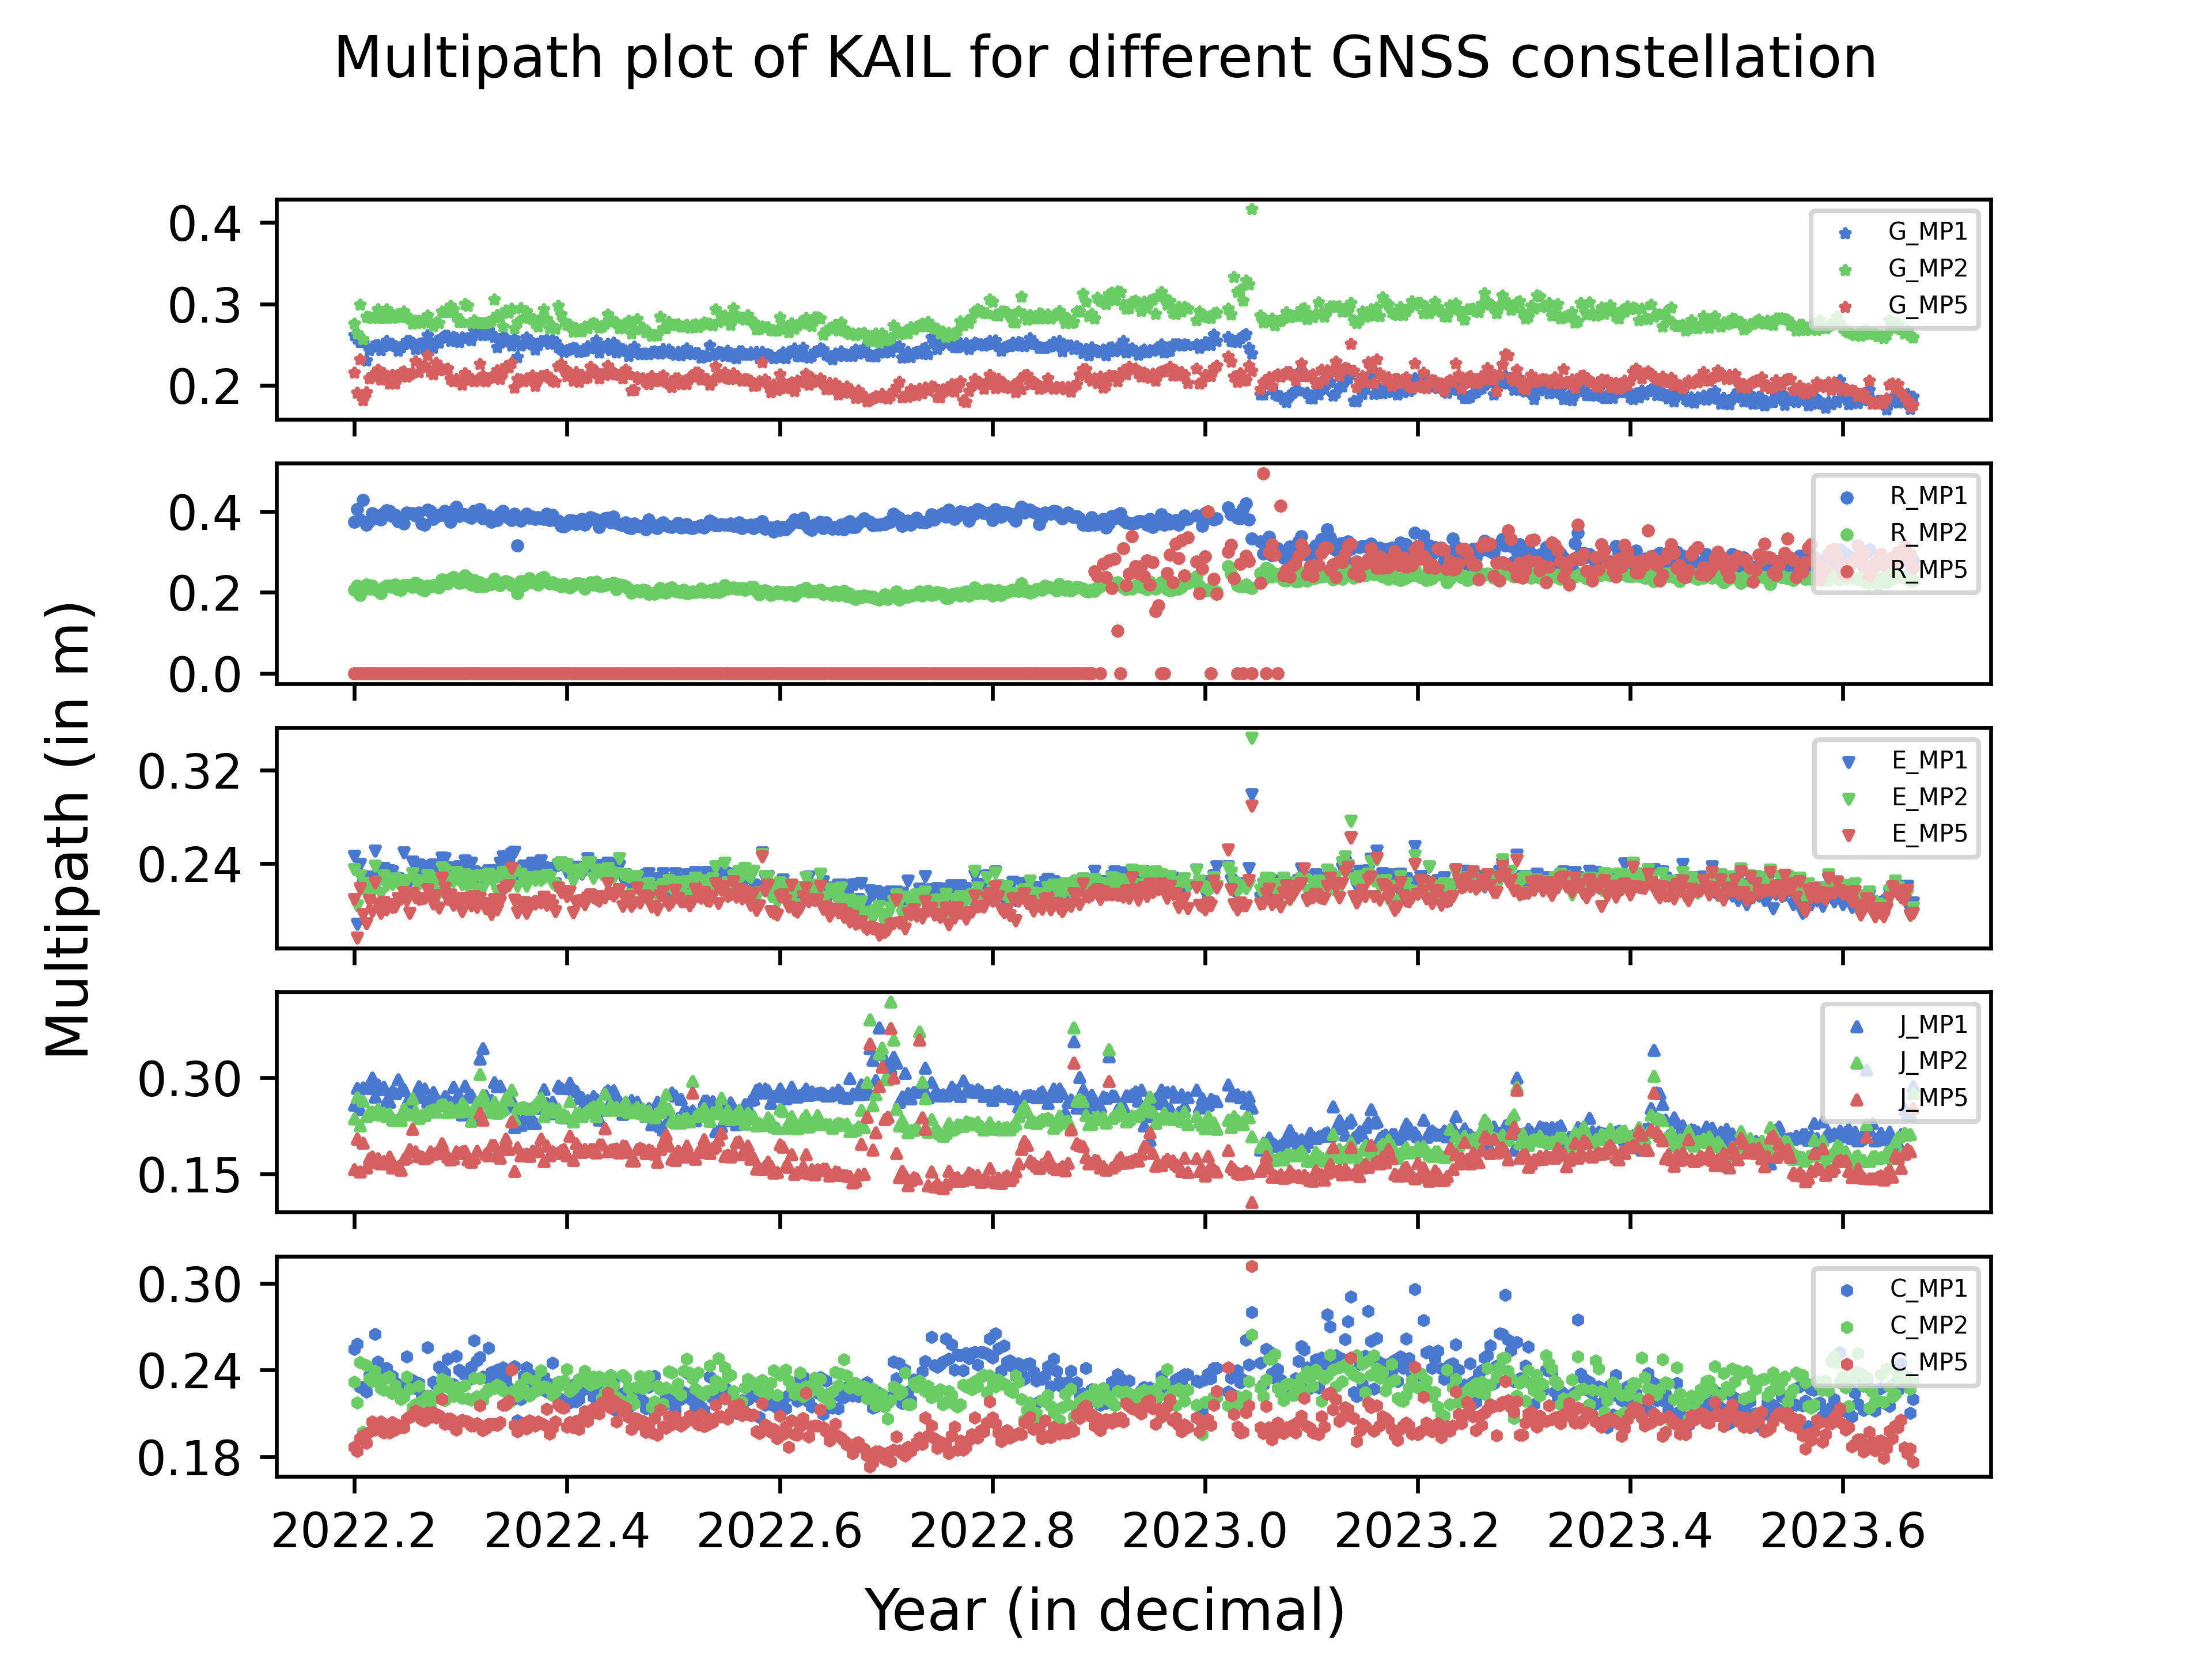 Multipath plot of KAIL for different GNSS constellation
Multipath (in m)
0.4
0.3
0.2
G_MP1
G_MP2
G_MP5
0.4
0.2
0.0
R_MP1
R_MP2
R_MP5
0.32
0.24
E_MP1
E_MP2
E_MP5
0.30
0.15
J_MP1
J_MP2
J_MP5
0.30
0.24
0.18
C_MP1
C_MP2
C_MP5
2022.2 2022.4 2022.6 2022.8 2023.0 2023.2 2023.4 2023.6
Year (in decimal)